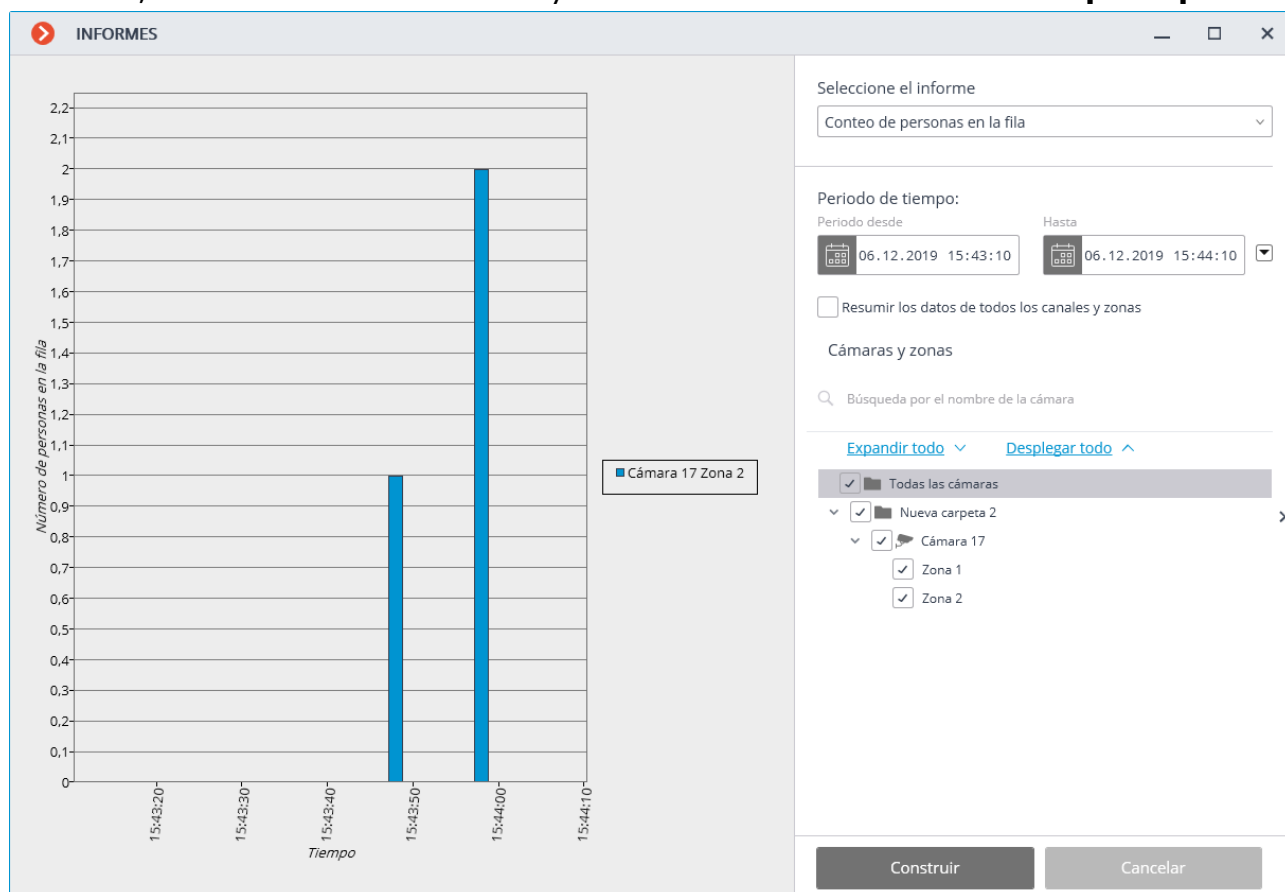 INFORMES
2,2
2,1
2
1,9
1,8
1,7
1,6
1,5
1,4
1,3
1,2
1,1
1
0,9
0,8
0,7
0,6
0,5
0,4
0,3
0,2
0,1
0
Número de personas en la fila
15:43:20
15:43:30
15:43:40
15:43:50
15:44:00
15:44:10
Tiempo
Cámara 17 Zona 2
Seleccione el informe
Conteo de personas en la fila
Periodo de tiempo:
Periodo desde Hasta
06.12.2019 15:43:10 06.12.2019 15:44:10
Resumir los datos de todos los canales y zonas
Cámaras y zonas
Búsqueda por el nombre de la cámara
Expandir todo Desplegar todo
Todas las cámaras
Nueva carpeta 2
Cámara 17
Zona 1
Zona 2
Construir Cancelar